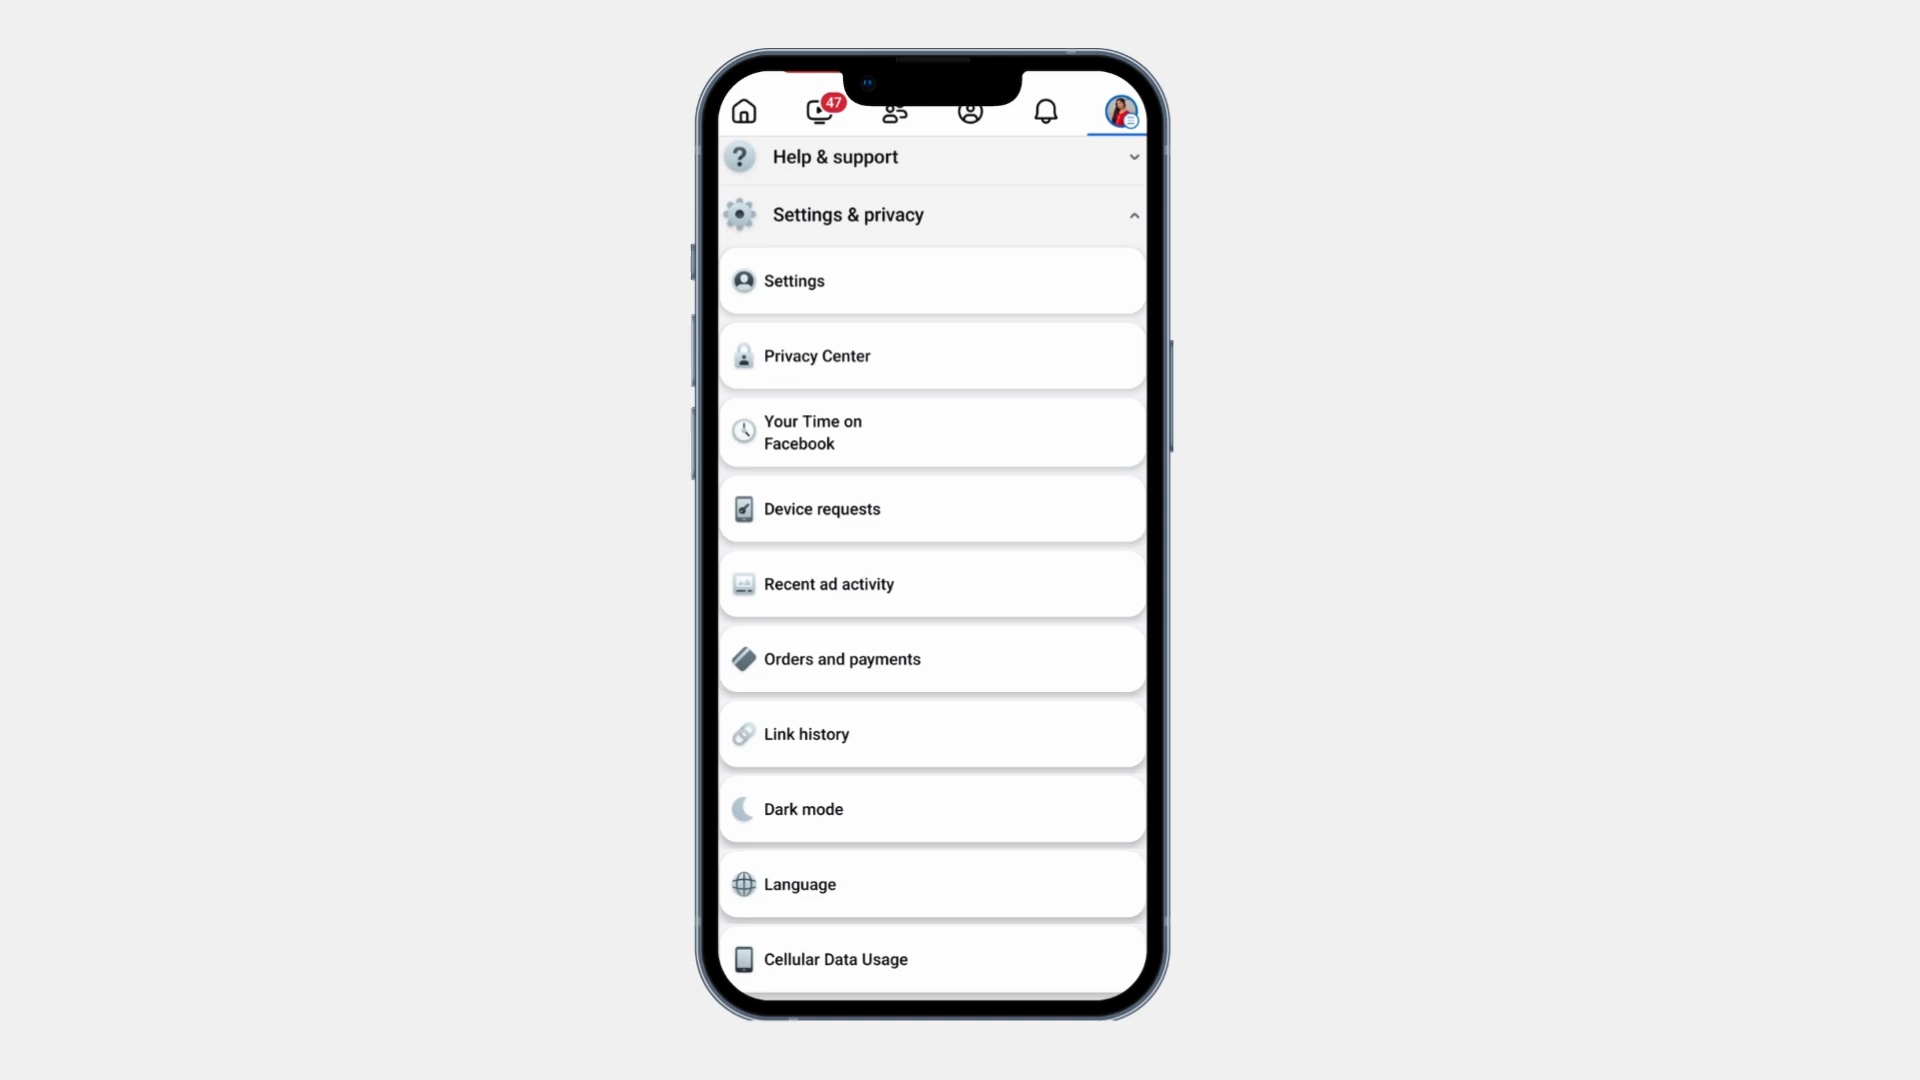 47
Help & support
Settings & privacy
Settings
Privacy Center
Your Time on
Facebook
Device requests
Recent ad activity
Orders and payments
Link history
Dark mode
Language
Cellular Data Usage